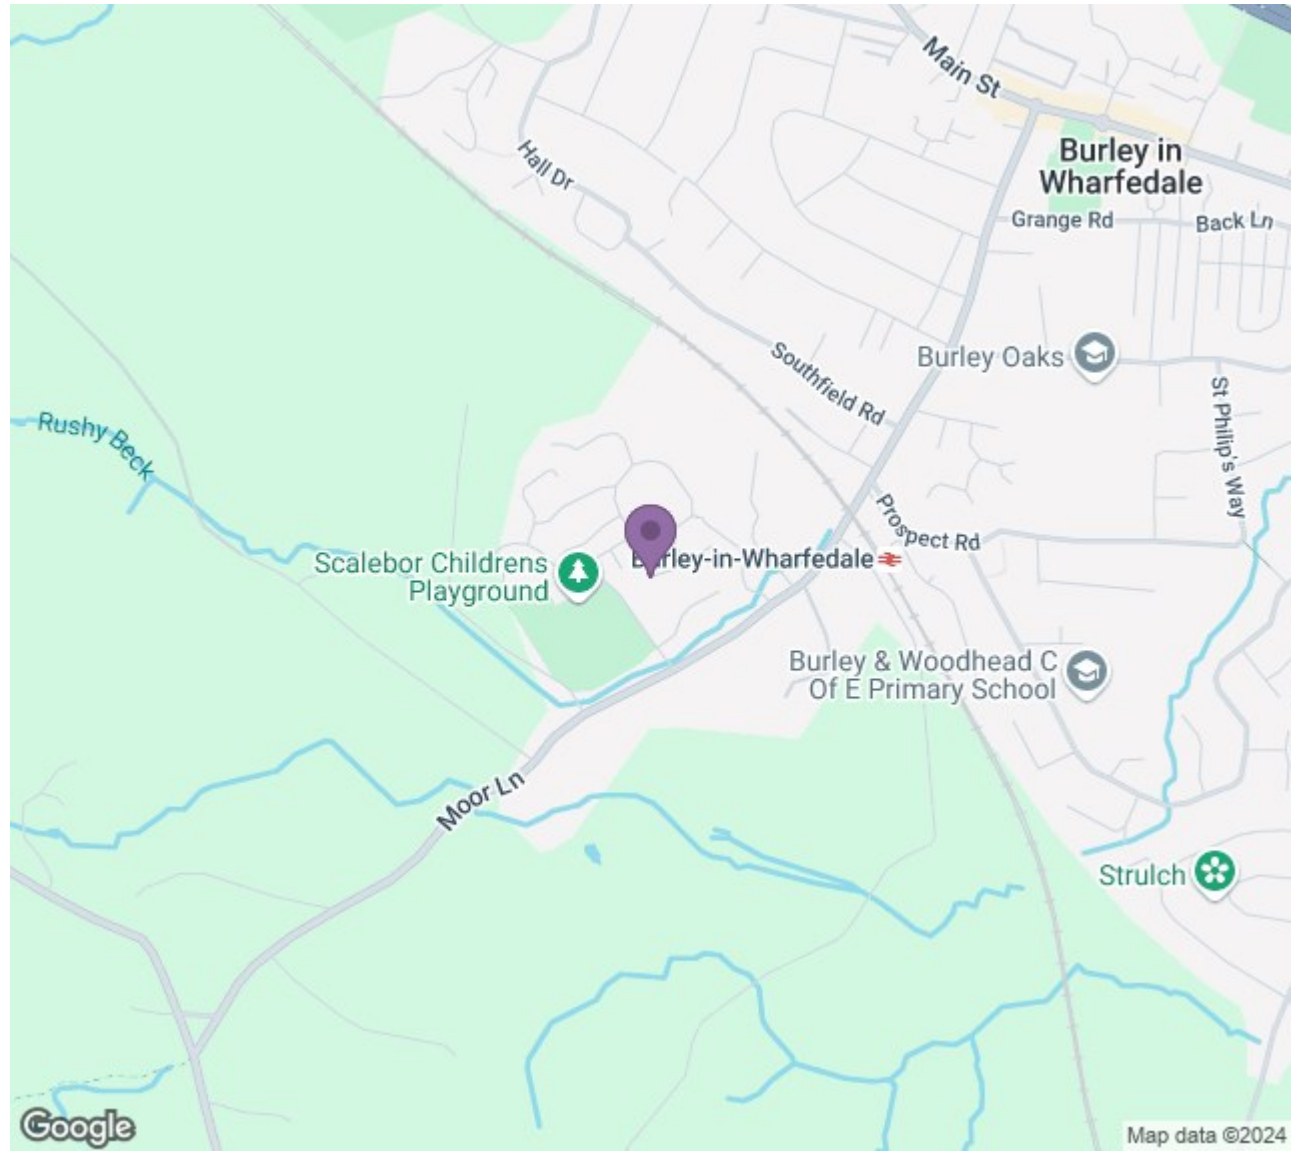 Main St
Burley in
Wharfedale
Hall Dr
Grange Rd
Back Ln
Burley Oaks
Southfield Rd
St Philip's Way
Rushy Beck
Prospect Rd
Scalebor Childrens
Playground
Burley-in-Wharfedale
Burley & Woodhead C
Of E Primary School
Moor Ln
Strulch
Google
Map data ©2024